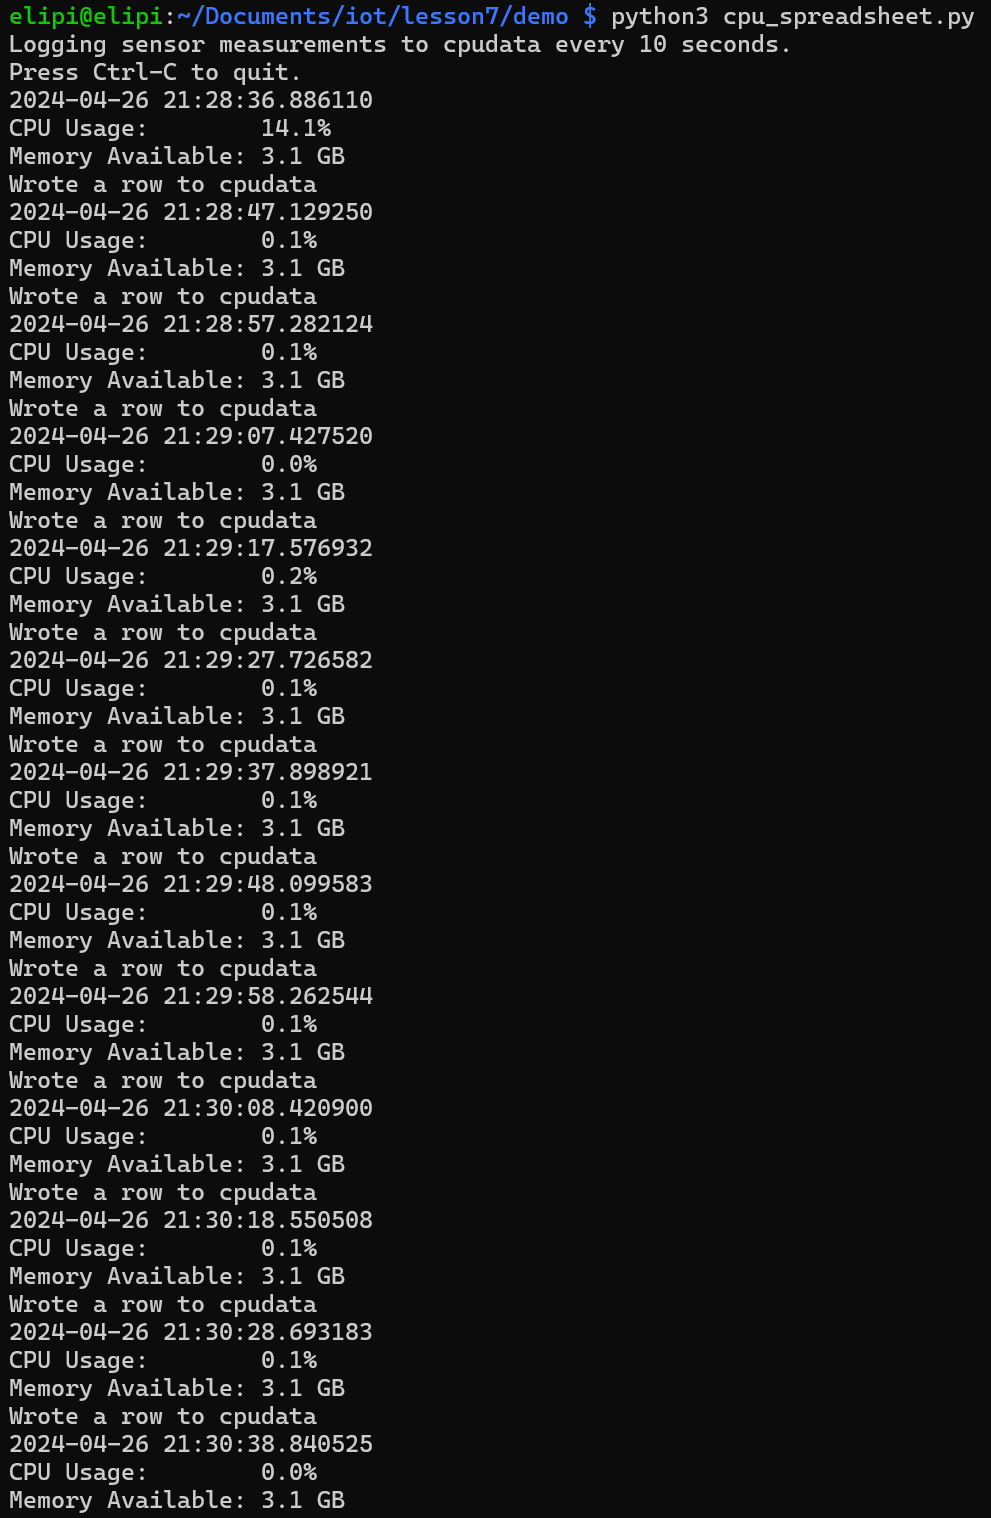 elipi@elipi:~/Documents/iot/lesson7/demo $ python3 cpu_spreadsheet.py
Logging sensor measurements to cpudata every 10 seconds.
Press Ctrl-C to quit.
2024-04-26 21:28:36.886110
CPU Usage:        14.1%
Memory Available: 3.1 GB
Wrote a row to cpudata
2024-04-26 21:28:47.129250
CPU Usage:        0.1%
Memory Available: 3.1 GB
Wrote a row to cpudata
2024-04-26 21:28:57.282124
CPU Usage:        0.1%
Memory Available: 3.1 GB
Wrote a row to cpudata
2024-04-26 21:29:07.427520
CPU Usage:        0.0%
Memory Available: 3.1 GB
Wrote a row to cpudata
2024-04-26 21:29:17.576932
CPU Usage:        0.2%
Memory Available: 3.1 GB
Wrote a row to cpudata
2024-04-26 21:29:27.726582
CPU Usage:        0.1%
Memory Available: 3.1 GB
Wrote a row to cpudata
2024-04-26 21:29:37.898921
CPU Usage:        0.1%
Memory Available: 3.1 GB
Wrote a row to cpudata
2024-04-26 21:29:48.099583
CPU Usage:        0.1%
Memory Available: 3.1 GB
Wrote a row to cpudata
2024-04-26 21:29:58.262544
CPU Usage:        0.1%
Memory Available: 3.1 GB
Wrote a row to cpudata
2024-04-26 21:30:08.420900
CPU Usage:        0.1%
Memory Available: 3.1 GB
Wrote a row to cpudata
2024-04-26 21:30:18.550508
CPU Usage:        0.1%
Memory Available: 3.1 GB
Wrote a row to cpudata
2024-04-26 21:30:28.693183
CPU Usage:        0.1%
Memory Available: 3.1 GB
Wrote a row to cpudata
2024-04-26 21:30:38.840525
CPU Usage:        0.0%
Memory Available: 3.1 GB